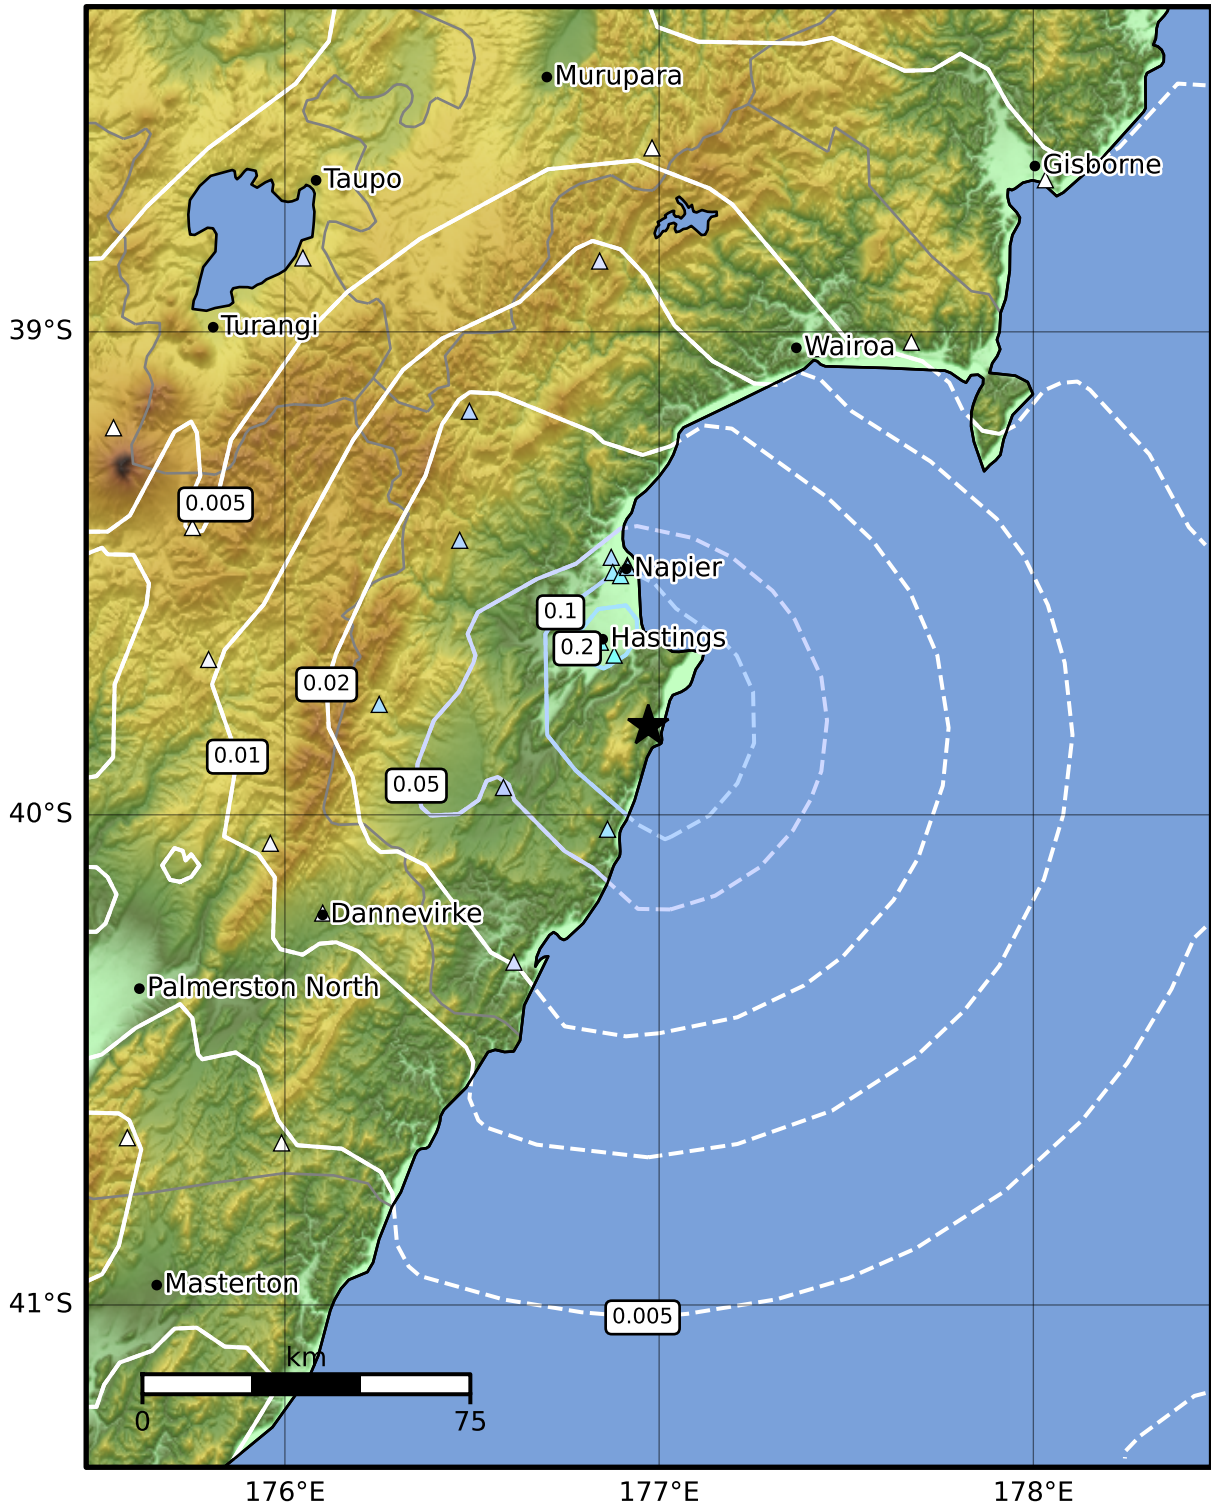 Murupara
Gisborne
Taupo
Turangi
39°S
Wairoa
0.005
Napier
0.1
Hastings
0.2
0.02
0.01
0.05
40°S
Dannevirke
Palmerston North
Masterton
41°S
0.005
km
0 75
176°E 177°E 178°E